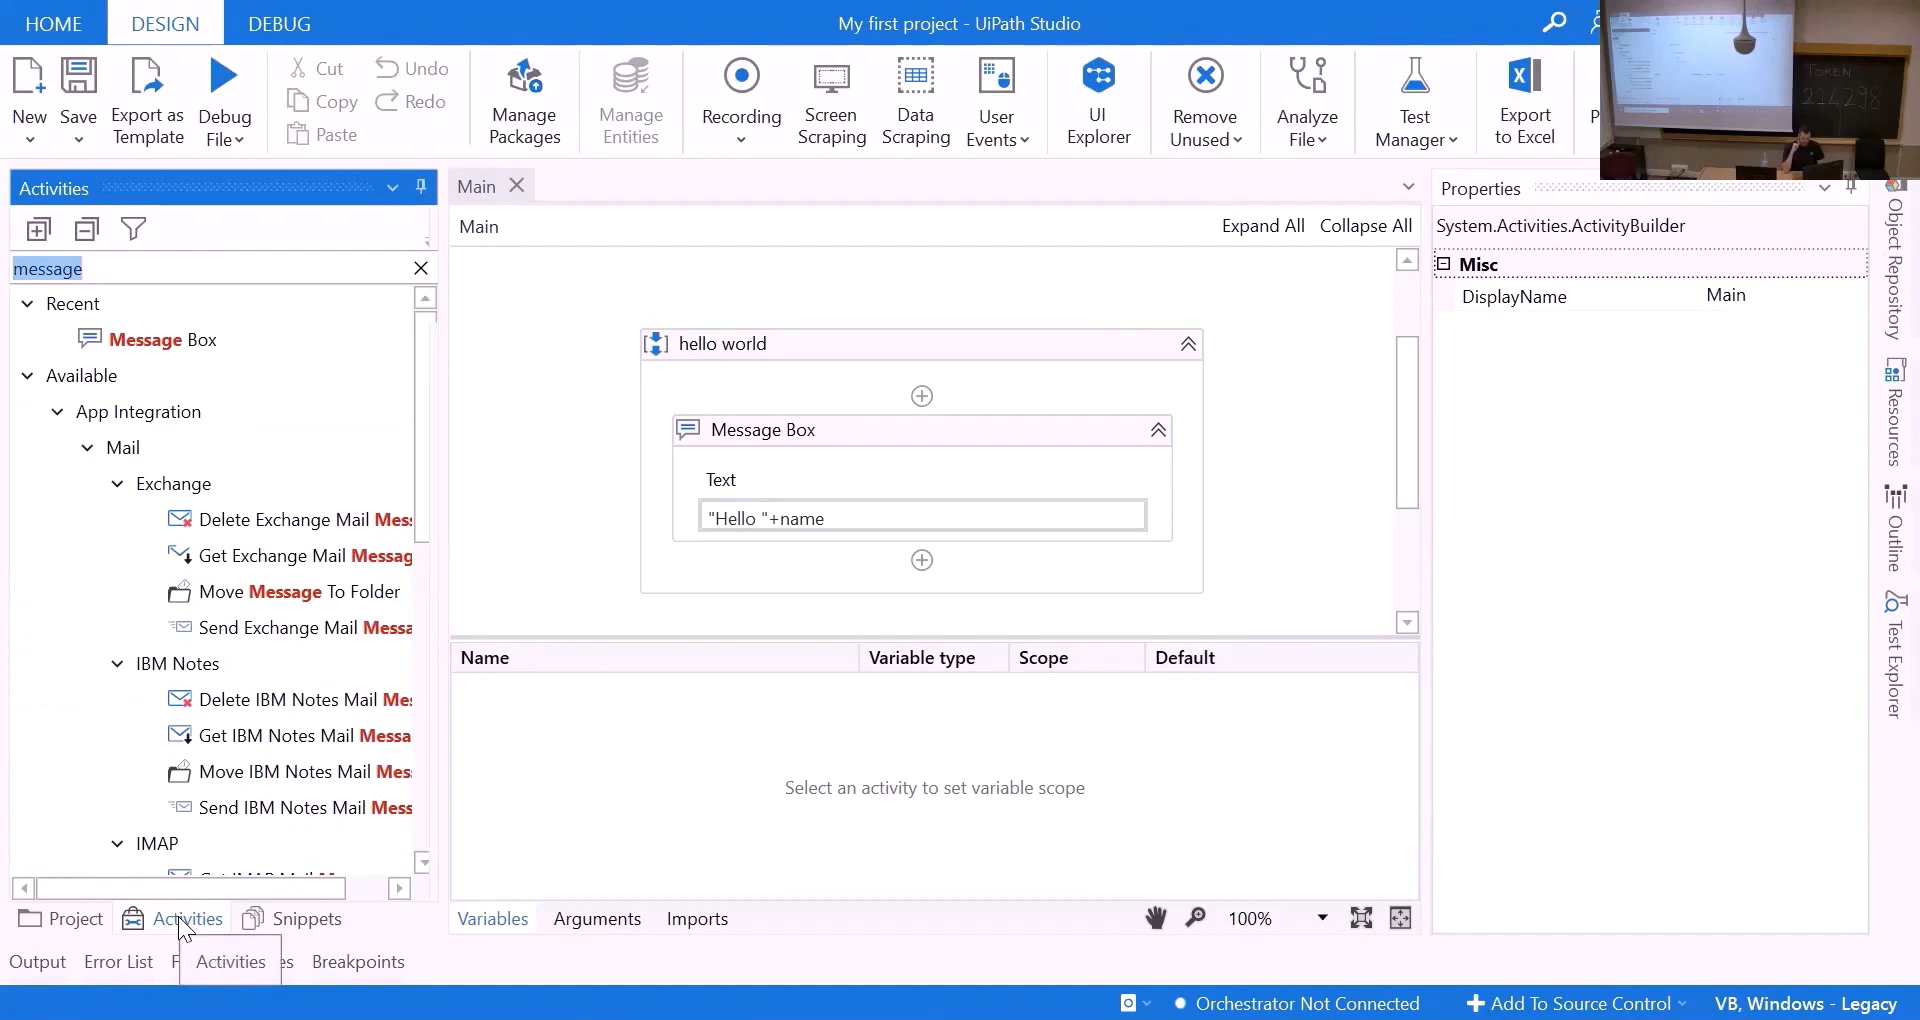 HOME DESIGN DEBUG My first project - UiPath Studio
New Save Export as Template Debug File
Cut Copy Paste Undo Redo
Manage Packages Manage Entities
Recording Screen Scraping Data Scraping User Events
UI Explorer
Remove Unused Analyze File
Test Manager
Export to Excel
P
TOKEN
214298
Activities
message
Recent
Message Box
Available
App Integration
Mail
Exchange
Delete Exchange Mail Mess
Get Exchange Mail Messag
Move Message To Folder
Send Exchange Mail Messa
IBM Notes
Delete IBM Notes Mail Mes
Get IBM Notes Mail Messa
Move IBM Notes Mail Mes
Send IBM Notes Mail Mess
IMAP
Project Activities Snippets
Main
Main Expand All Collapse All
hello world
Message Box
Text
"Hello "+name
Name Variable type Scope Default
Select an activity to set variable scope
Variables Arguments Imports 100%
Properties
System.Activities.ActivityBuilder
Misc
DisplayName Main
Object Repository
Resources
Outline
Test Explorer
Output Error List F Activities es Breakpoints
Orchestrator Not Connected Add To Source Control VB, Windows - Legacy